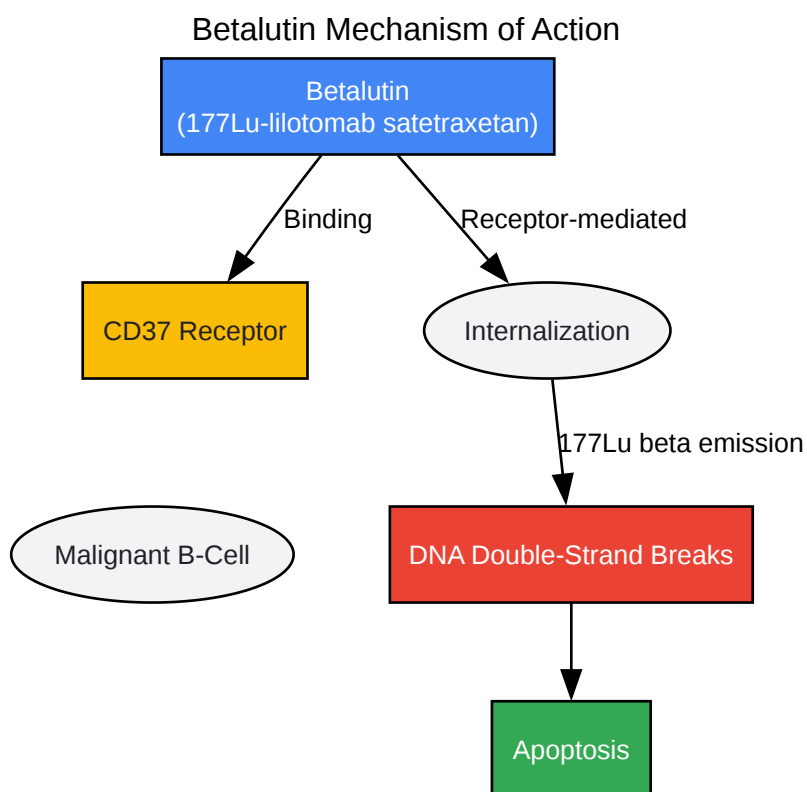 Betalutin Mechanism of Action
Betalutin
(177Lu-lilotomab satetraxetan)
Binding
Receptor-mediated
CD37 Receptor
Internalization
177Lu beta emission
Malignant B-Cell
DNA Double-Strand Breaks
Apoptosis